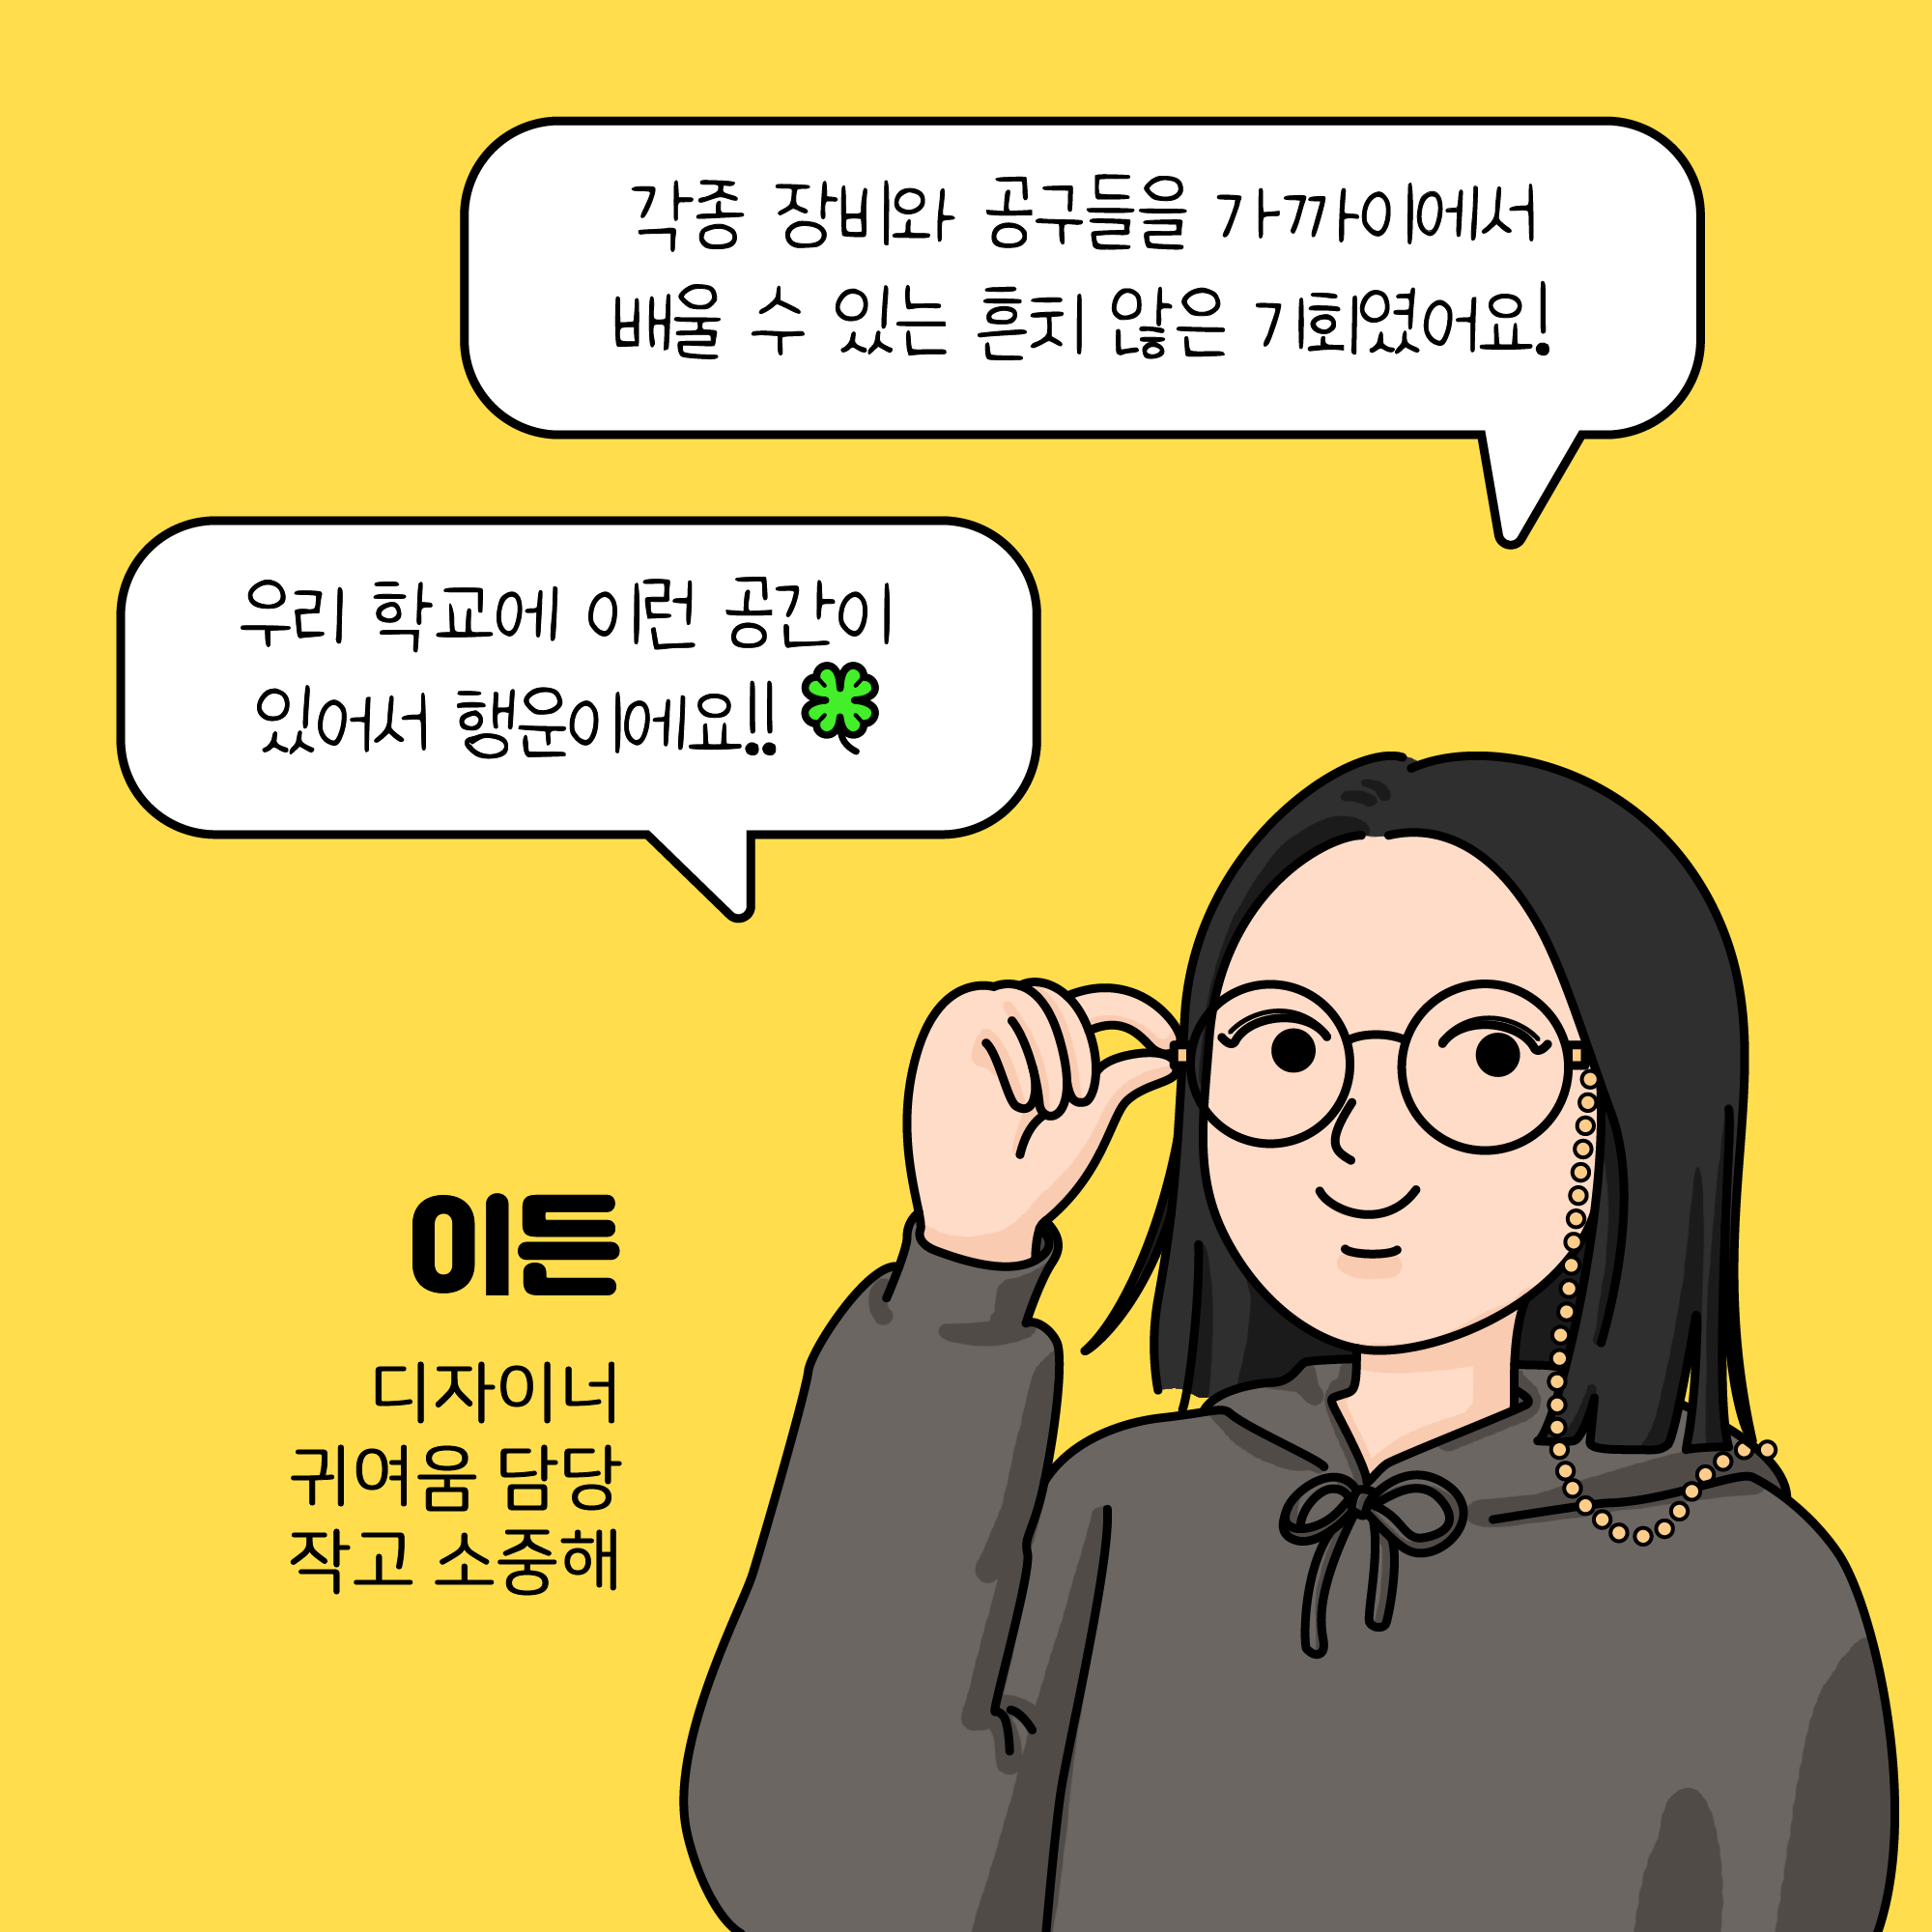 각종 장비와 공구들을 가까이에서
배울 수 있는 흔치 않은 기회였어요!
우리 학교에 이런 공간이
있어서 행운이에요!!
이든
디자이너
귀여움 담당
작고 소중해